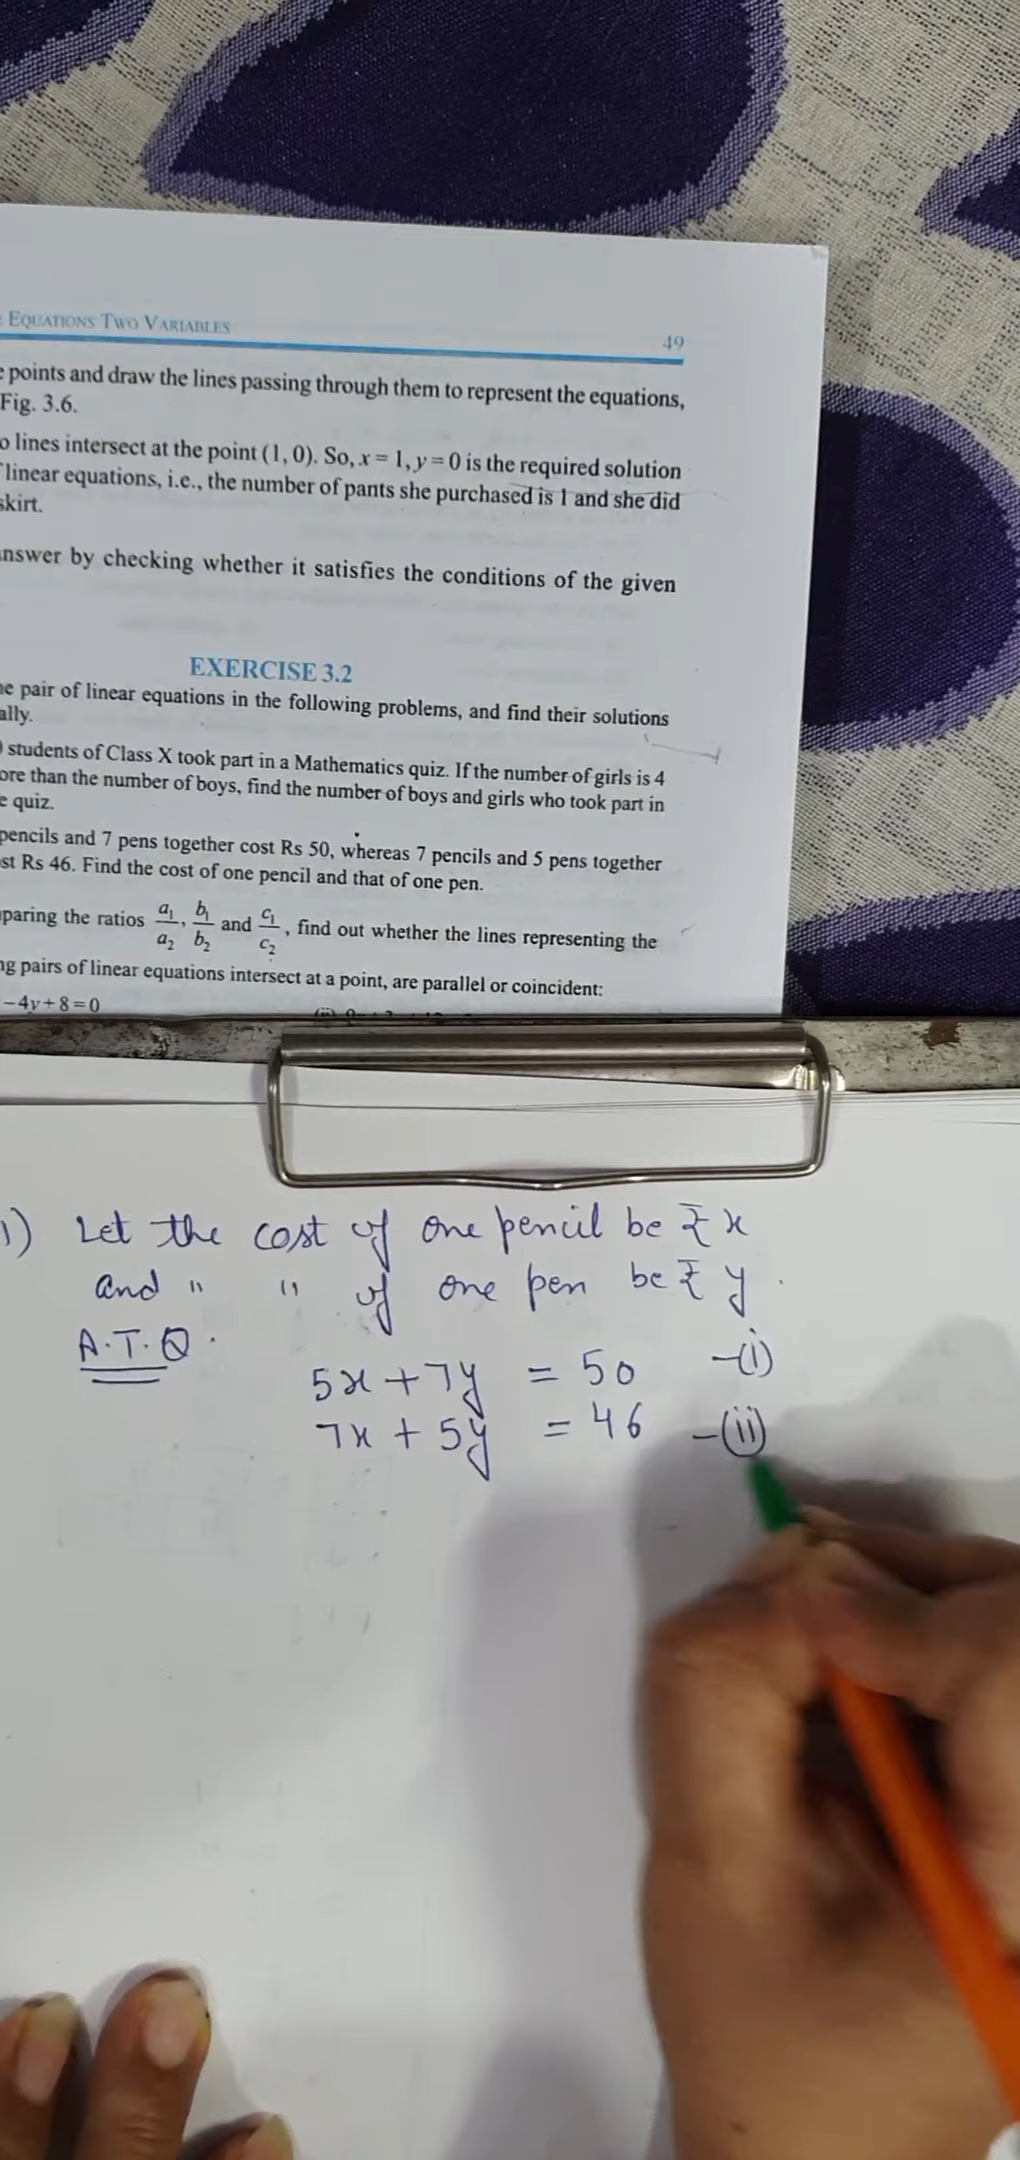 EQUATIONS TWO VARIABLES
49
points and draw the lines passing through them to represent the equations,
Fig. 3.6.
lines intersect at the point (1, 0). So, x = 1, y = 0 is the required solution
linear equations, i.e., the number of pants she purchased is 1 and she did
skirt.
answer by checking whether it satisfies the conditions of the given
EXERCISE 3.2
pair of linear equations in the following problems, and find their solutions
ally.
students of Class X took part in a Mathematics quiz. If the number of girls is 4
ore than the number of boys, find the number of boys and girls who took part in
quiz.
pencils and 7 pens together cost Rs 50, whereas 7 pencils and 5 pens together
st Rs 46. Find the cost of one pencil and that of one pen.
paring the ratios a₁/a₂, b₁/b₂ and c₁/c₂, find out whether the lines representing the
ng pairs of linear equations intersect at a point, are parallel or coincident:
– 4y + 8 = 0
(ii)
1) Let the cost of one pencil be ₹ x
and " " of one pen be ₹ y.
A.T.Q.
5x + 7y = 50 –(i)
7x + 5y = 46 –(ii)